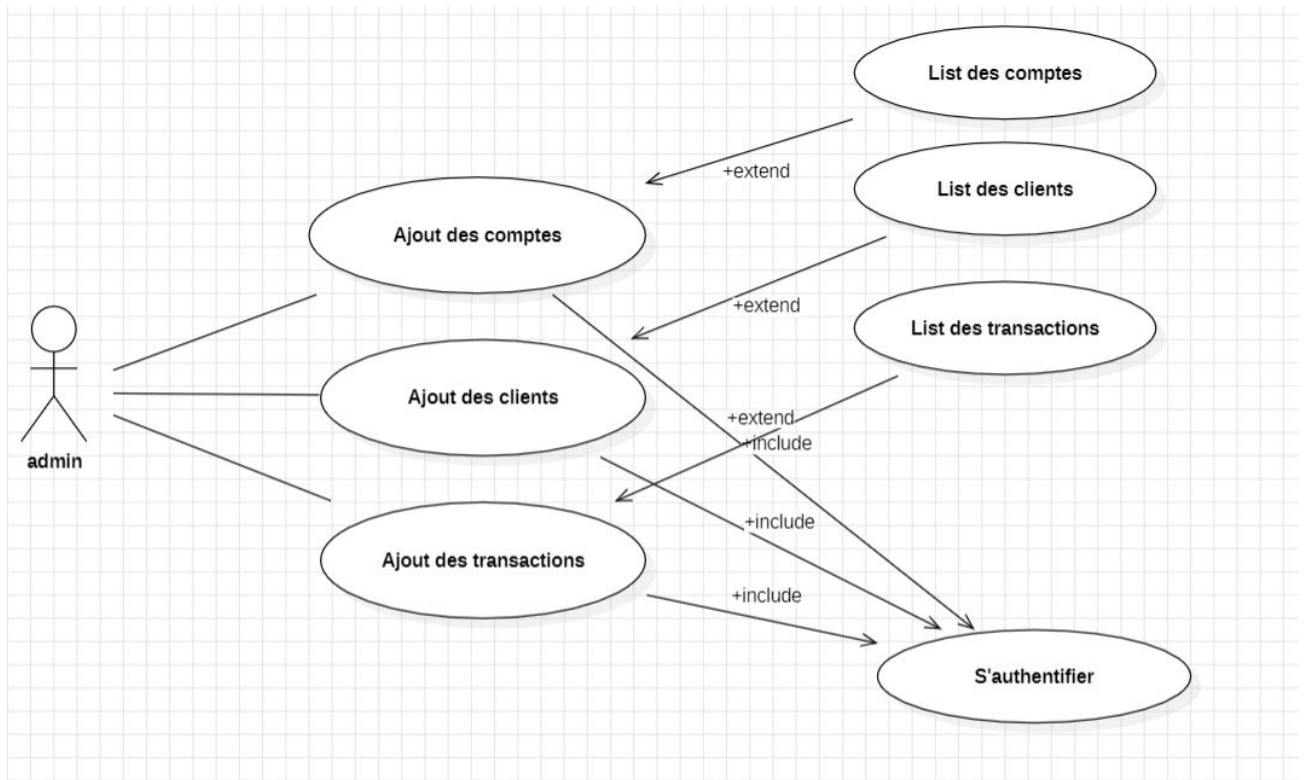 List des comptes
+extend
List des clients
Ajout des comptes
+extend
List des transactions
Ajout des clients
+extend
+include
admin
+include
Ajout des transactions
+include
S'authentifier